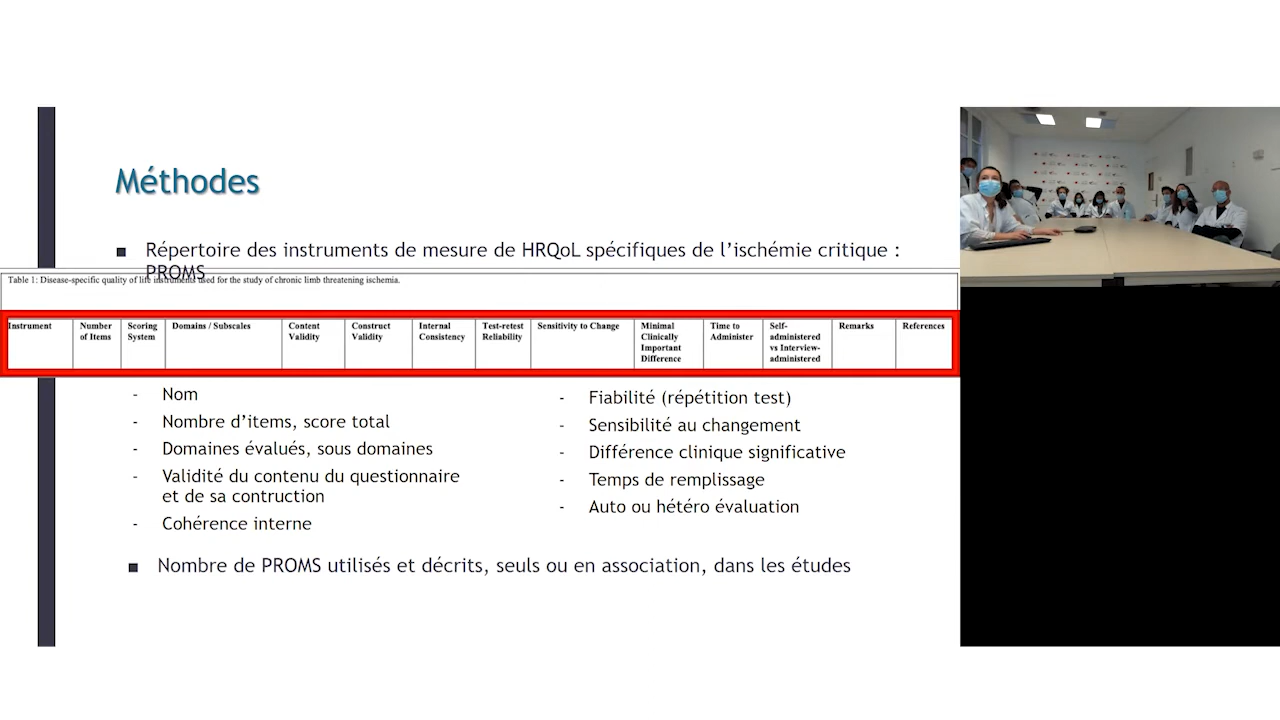 Méthodes
■ Répertoire des instruments de mesure de HRQoL spécifiques de l'ischémie critique :
PROMS
Table 1: Disease-specific quality of life instruments used for the study of chronic limb threatening ischemia.
Instrument
Number
of Items
Scoring
System
Domains / Subscales
Content
Validity
Construct
Validity
Internal
Consistency
Test-retest
Reliability
Sensitivity to Change
Minimal
Clinically
Important
Difference
Time to
Administer
Self-
administered
vs Interview-
administered
Remarks
References
- Nom
- Nombre d'items, score total
- Domaines évalués, sous domaines
- Validité du contenu du questionnaire
et de sa contruction
- Cohérence interne
- Fiabilité (répétition test)
- Sensibilité au changement
- Différence clinique significative
- Temps de remplissage
- Auto ou hétéro évaluation
■ Nombre de PROMS utilisés et décrits, seuls ou en association, dans les études